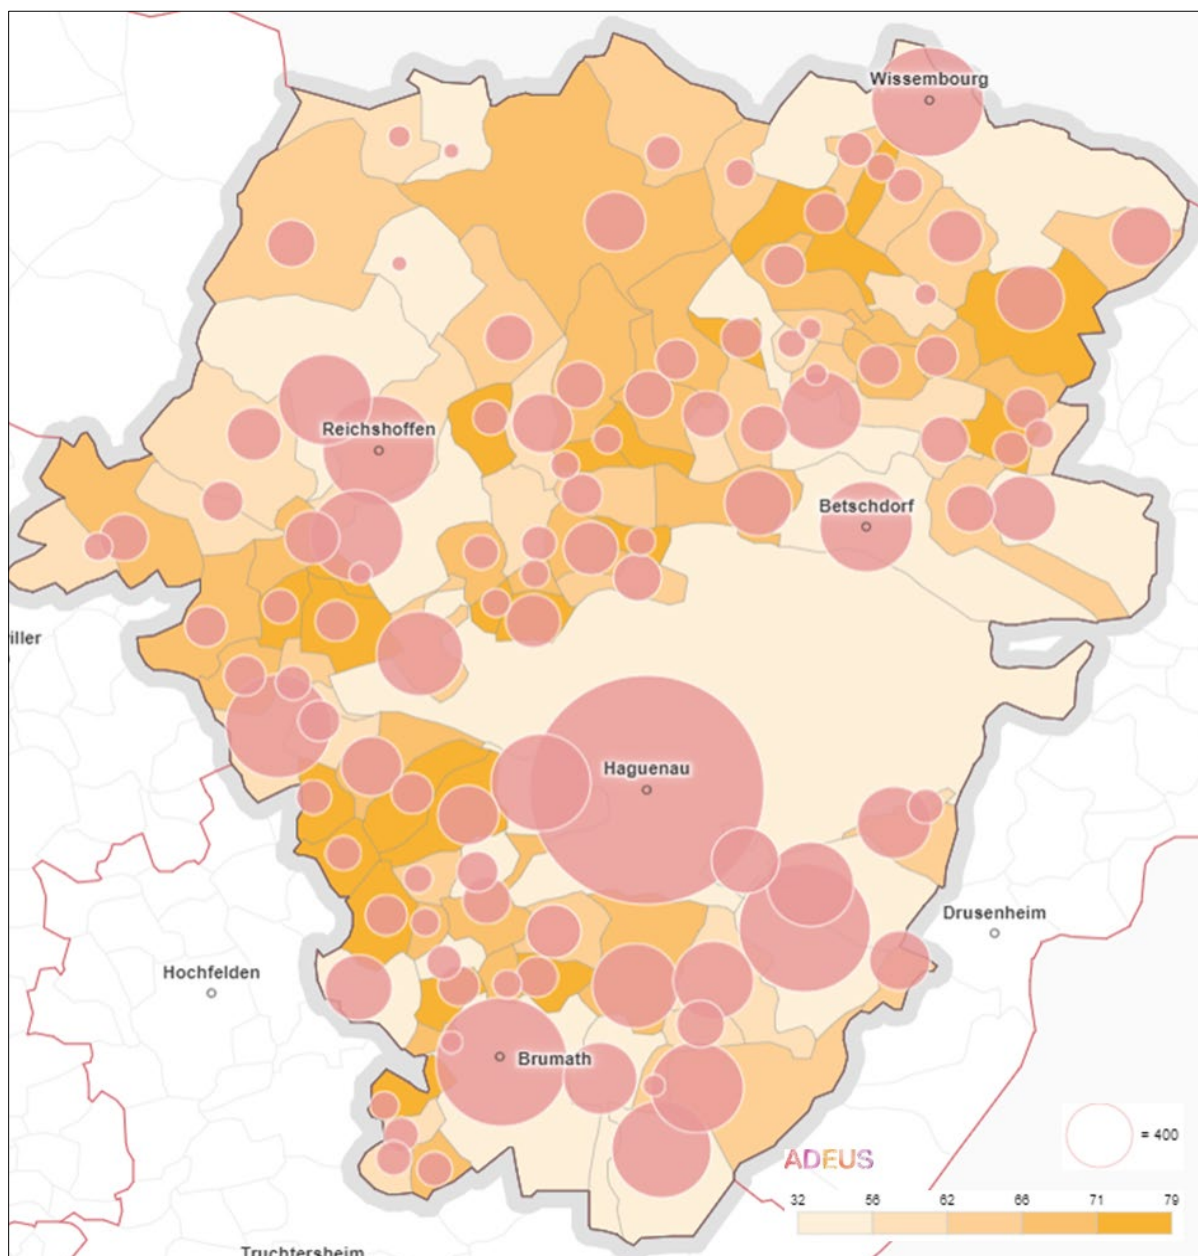 Wissembourg
Reichshoffen
Betschdorf
iller
Haguenau
Drusenheim
Hochfelden
Brumath
= 400
ADEUS
32 56 62 66 71 79
Truchtersheim